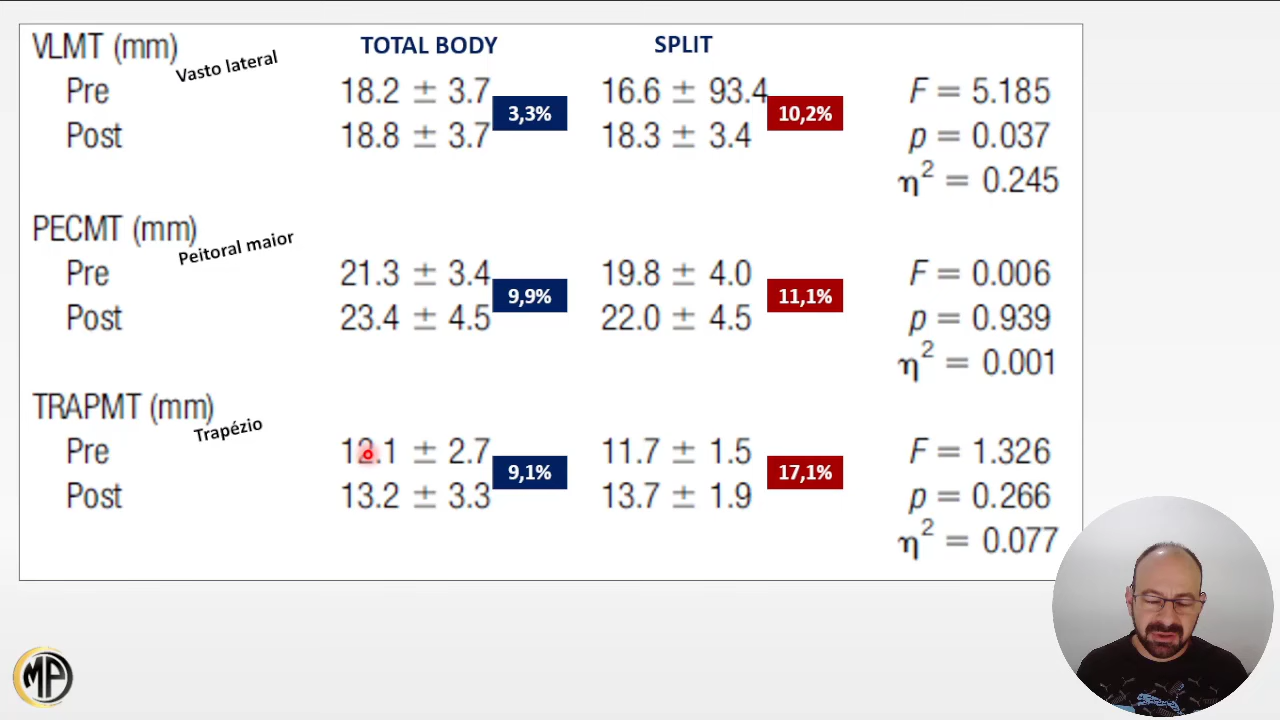 VLMT (mm) TOTAL BODY SPLIT
Vasto lateral
Pre 18.2 ± 3.7 16.6 ± 93.4 F = 5.185
3,3% 10,2%
Post 18.8 ± 3.7 18.3 ± 3.4 p = 0.037
η² = 0.245
PECMT (mm)
Peitoral maior
Pre 21.3 ± 3.4 19.8 ± 4.0 F = 0.006
9,9% 11,1%
Post 23.4 ± 4.5 22.0 ± 4.5 p = 0.939
η² = 0.001
TRAPMT (mm)
Trapézio
Pre 12.1 ± 2.7 11.7 ± 1.5 F = 1.326
9,1% 17,1%
Post 13.2 ± 3.3 13.7 ± 1.9 p = 0.266
η² = 0.077
MP